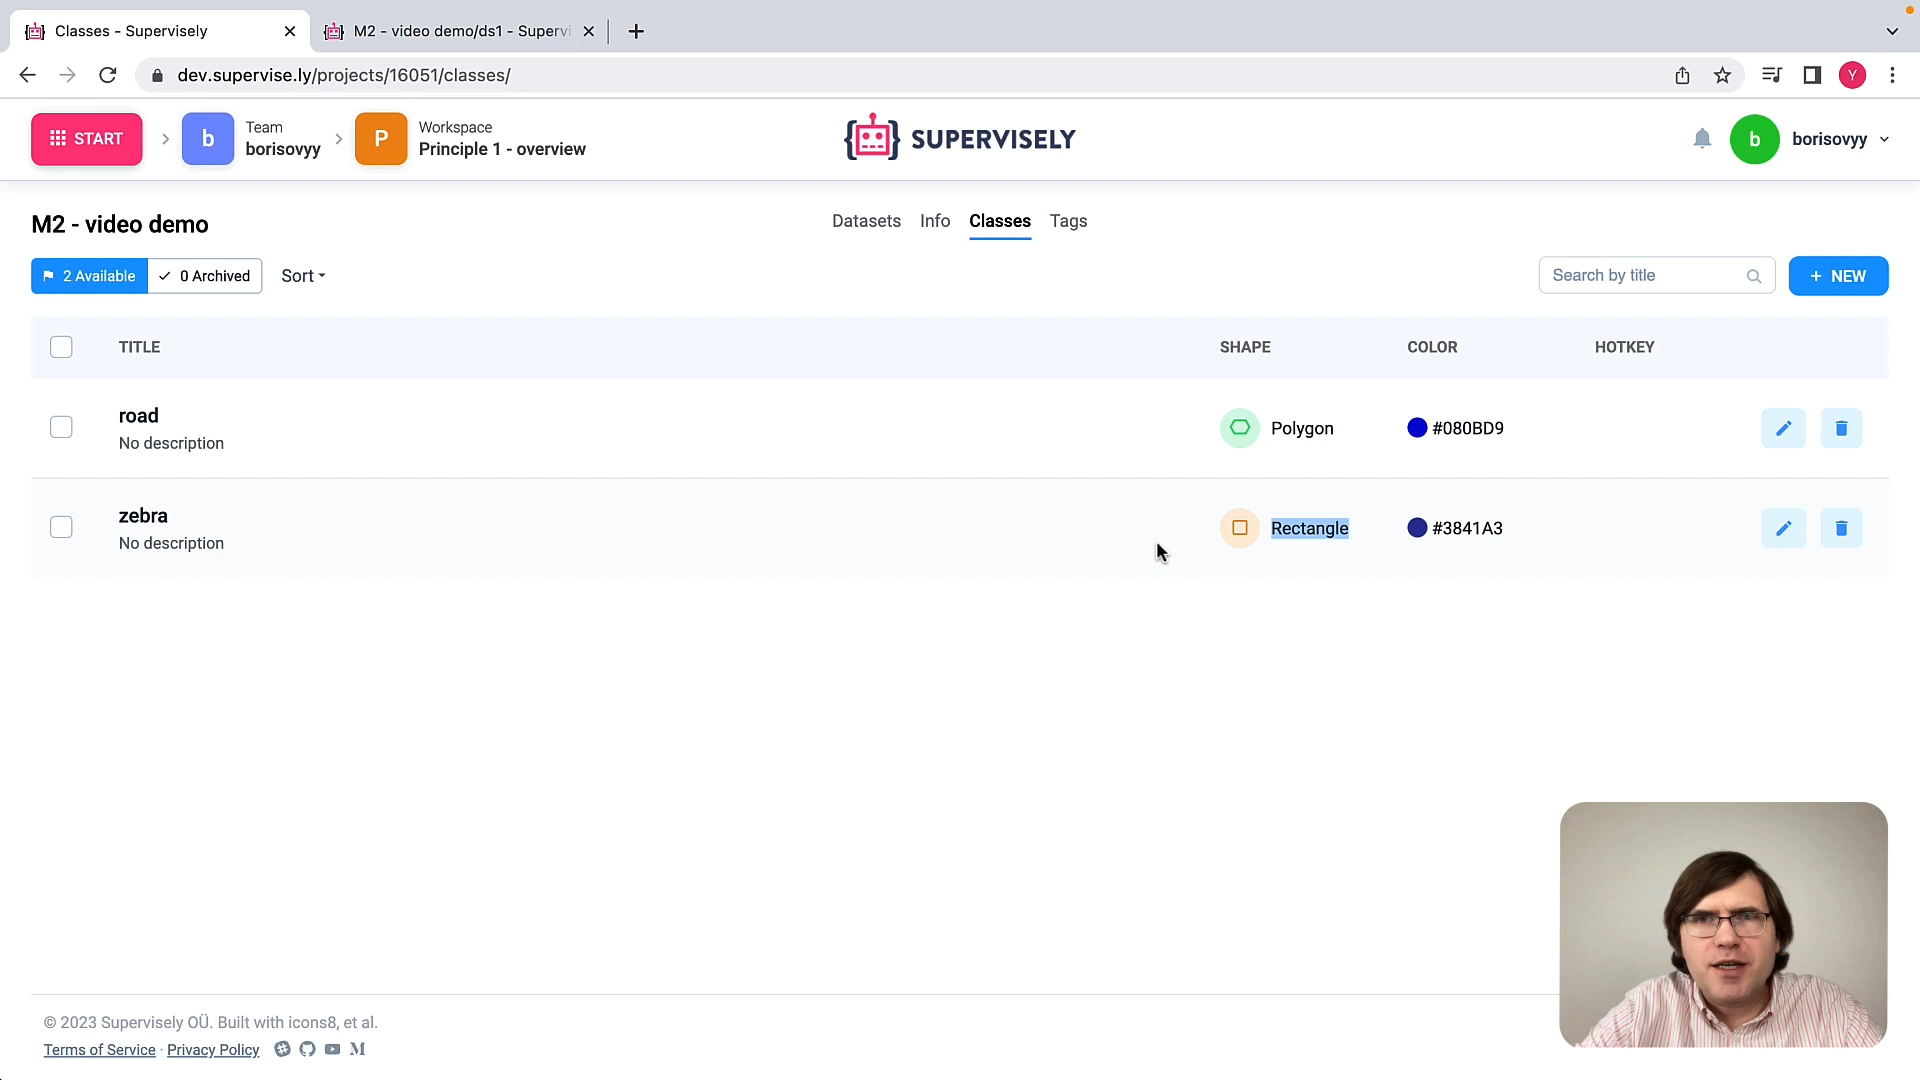 Classes - Supervisely
M2 - video demo/ds1 - Supervi
dev.supervise.ly/projects/16051/classes/
Y
START
b
Team
borisovyy
P
Workspace
Principle 1 - overview
SUPERVISELY
b
borisovyy
M2 - video demo
Datasets
Info
Classes
Tags
2 Available
0 Archived
Sort
Search by title
+ NEW
TITLE
SHAPE
COLOR
HOTKEY
road
No description
Polygon
#080BD9
zebra
No description
Rectangle
#3841A3
© 2023 Supervisely OÜ. Built with icons8, et al.
Terms of Service · Privacy Policy